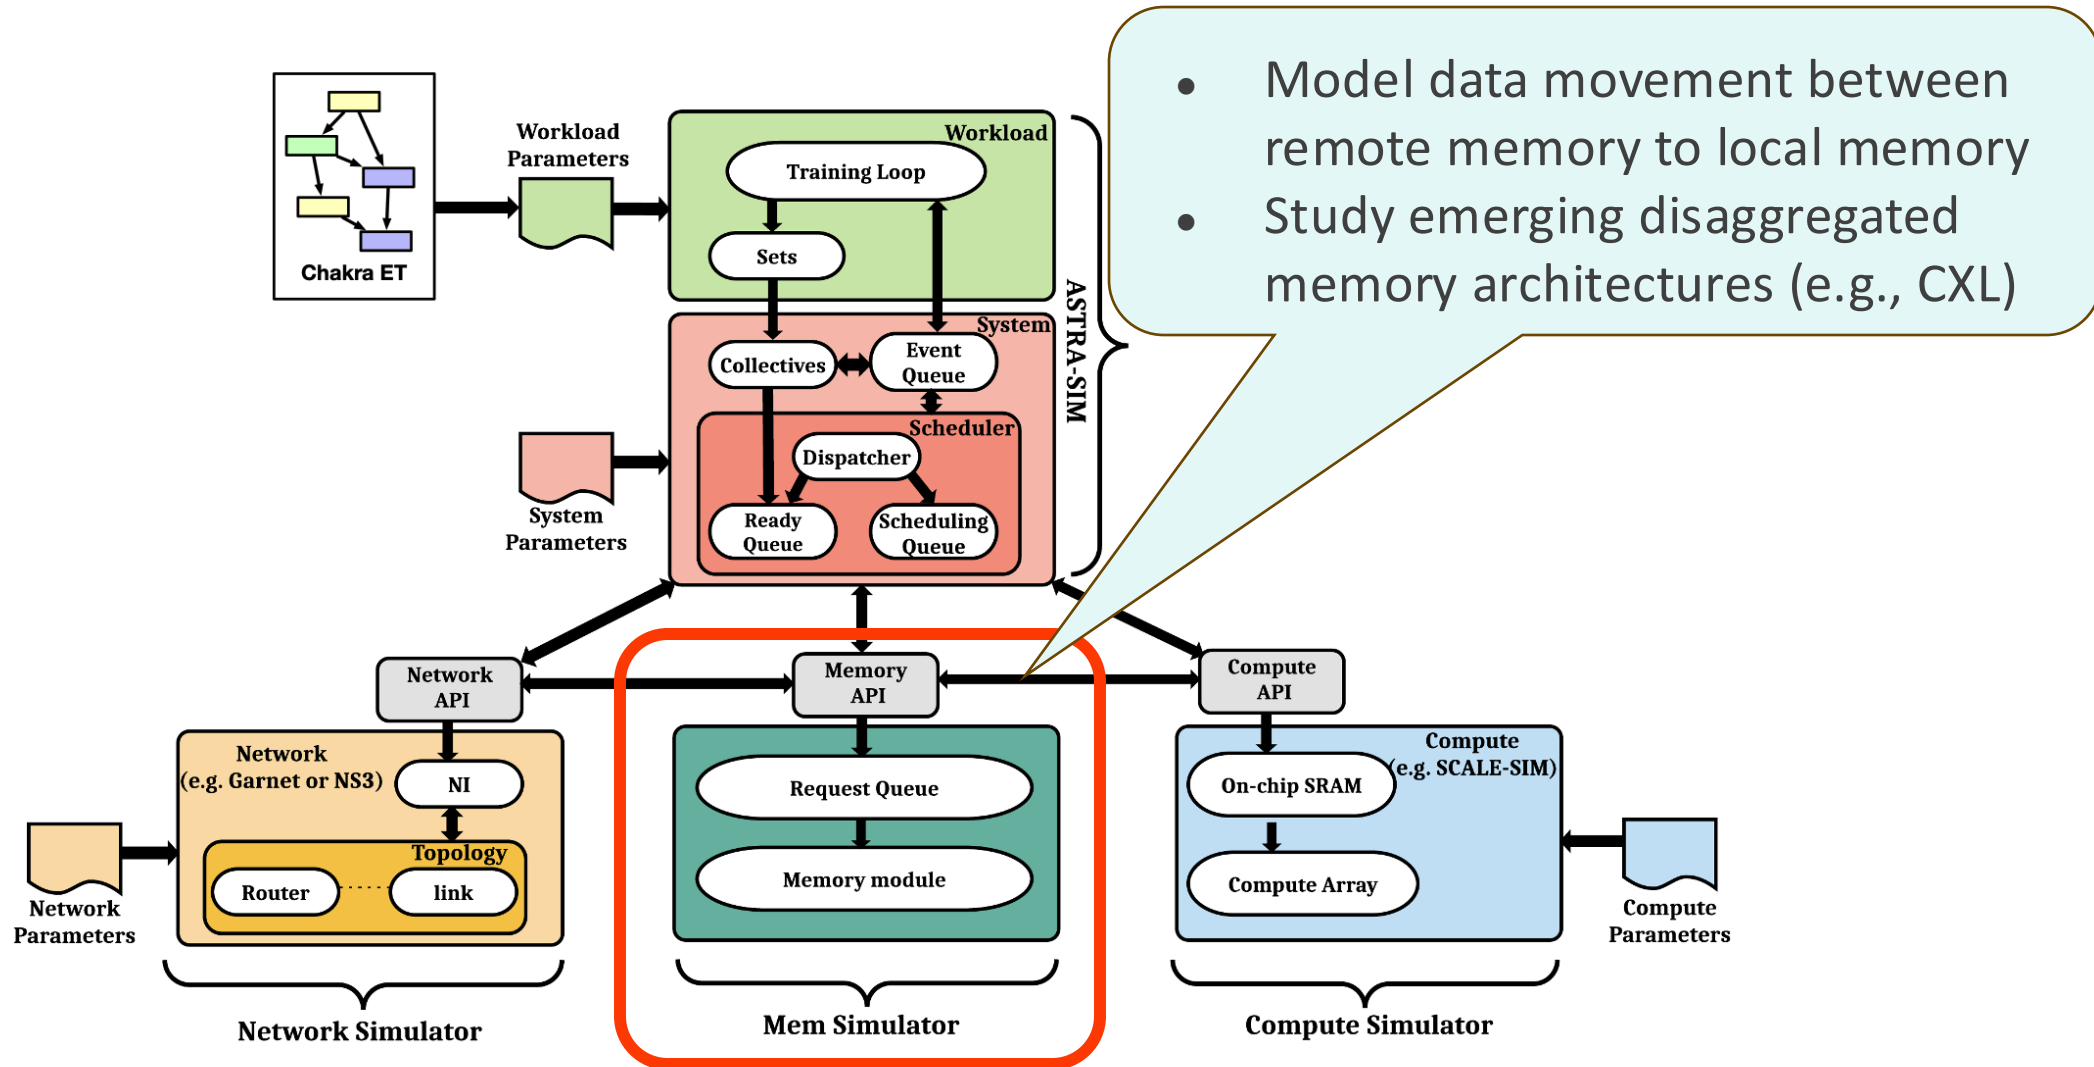 • Model data movement between
remote memory to local memory
• Study emerging disaggregated
memory architectures (e.g., CXL)
Chakra ET
Workload
Parameters
Workload
Training Loop
Sets
ASTRA-SIM
System
Collectives
Event
Queue
Scheduler
Dispatcher
Ready
Queue
Scheduling
Queue
System
Parameters
Network
API
Memory
API
Compute
API
Network
(e.g. Garnet or NS3)
NI
Topology
Router
link
Network
Parameters
Request Queue
Memory module
Compute
(e.g. SCALE-SIM)
On-chip SRAM
Compute Array
Compute
Parameters
Network Simulator
Mem Simulator
Compute Simulator